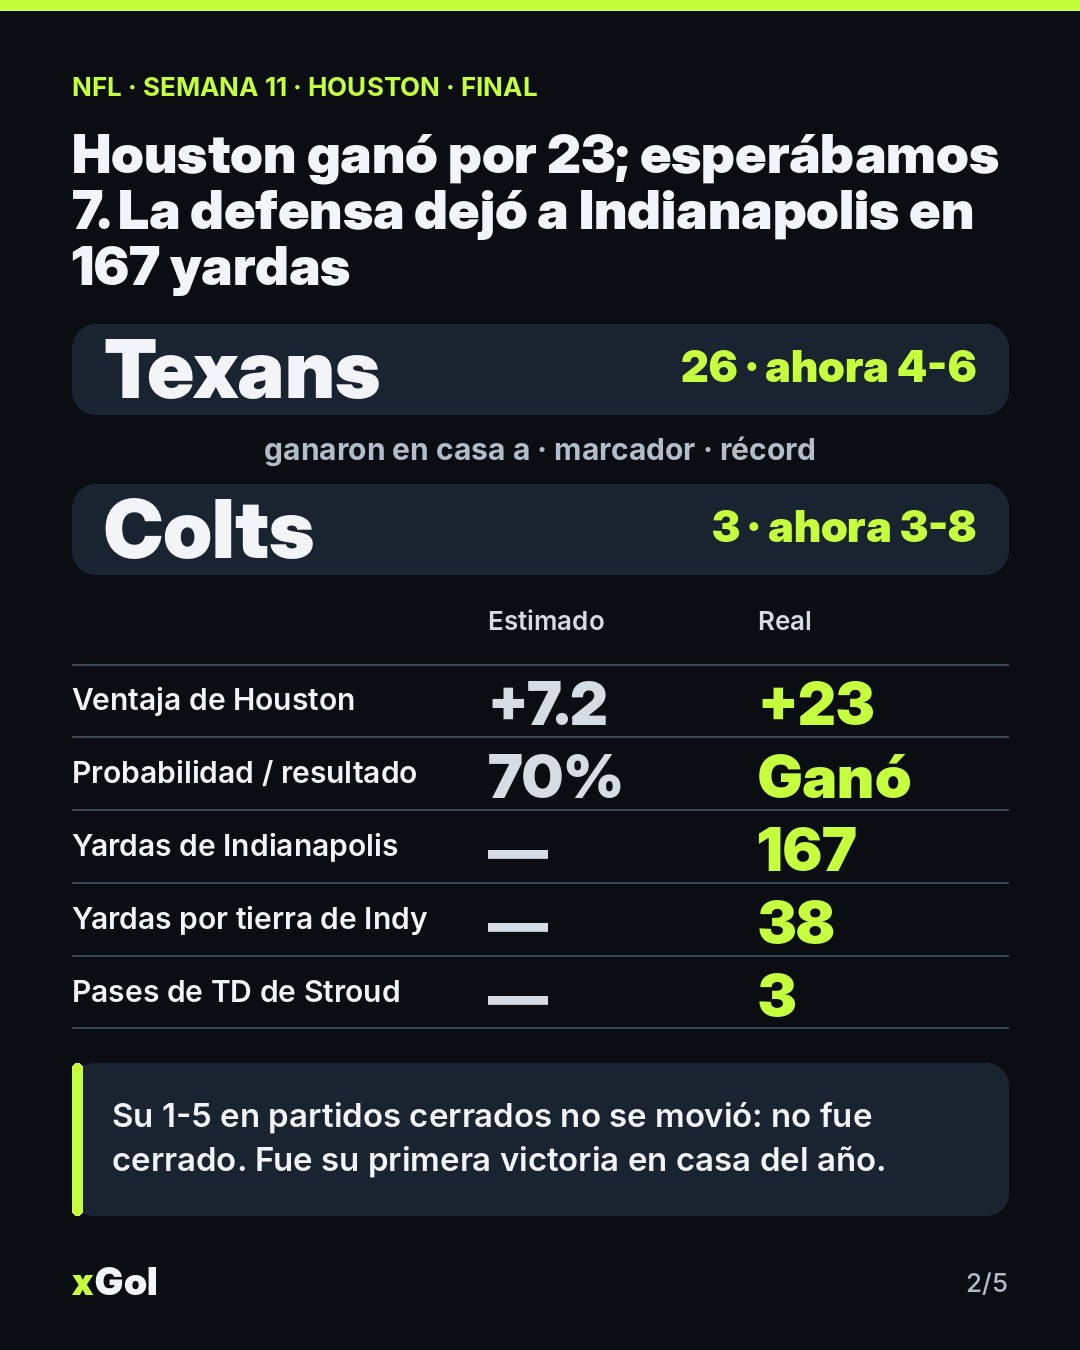 NFL · SEMANA 11 · HOUSTON · FINAL
Houston ganó por 23; esperábamos
7. La defensa dejó a Indianapolis en
167 yardas
Texans 26 · ahora 4-6
ganaron en casa a · marcador · récord
Colts 3 · ahora 3-8
Estimado Real
Ventaja de Houston +7.2 +23
Probabilidad / resultado 70% Ganó
Yardas de Indianapolis — 167
Yardas por tierra de Indy — 38
Pases de TD de Stroud — 3
Su 1-5 en partidos cerrados no se movió: no fue
cerrado. Fue su primera victoria en casa del año.
xGol 2/5